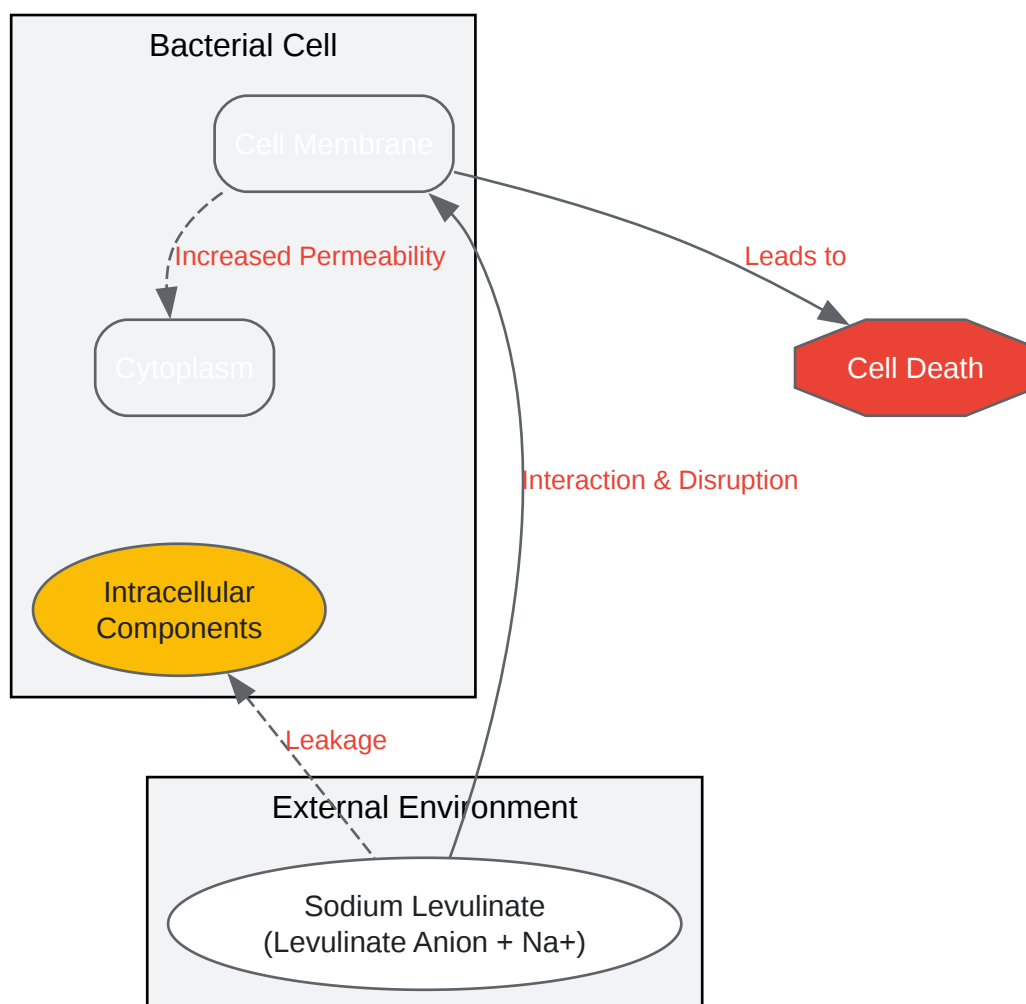 Bacterial Cell
Cell Membrane
Increased Permeability
Leads to
Cytoplasm
Cell Death
Interaction & Disruption
Intracellular
Components
Leakage
External Environment
Sodium Levulinate
(Levulinate Anion + Na+)